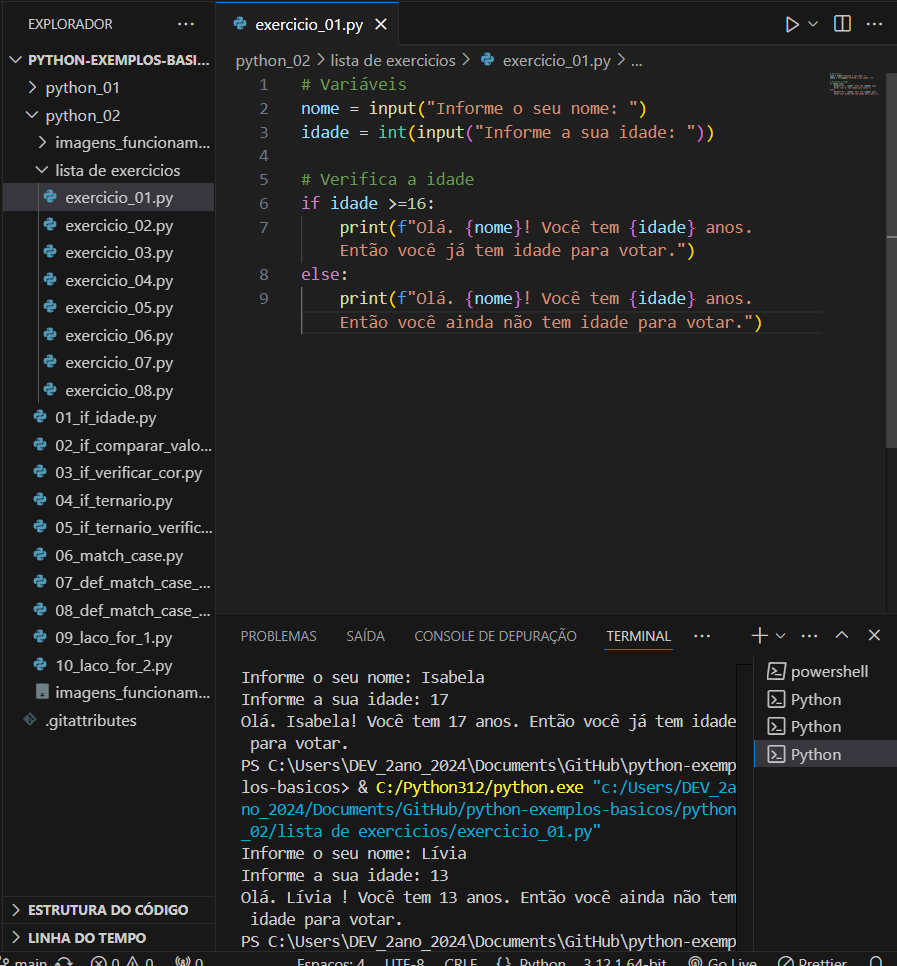 EXPLORADOR ···
PYTHON-EXEMPLOS-BASI...
python_01
python_02
imagens_funcionam...
lista de exercicios
exercicio_01.py
exercicio_02.py
exercicio_03.py
exercicio_04.py
exercicio_05.py
exercicio_06.py
exercicio_07.py
exercicio_08.py
01_if_idade.py
02_if_comparar_valo...
03_if_verificar_cor.py
04_if_ternario.py
05_if_ternario_verific...
06_match_case.py
07_def_match_case_...
08_def_match_case_...
09_laco_for_1.py
10_laco_for_2.py
imagens_funcionam...
.gitattributes
ESTRUTURA DO CÓDIGO
LINHA DO TEMPO
exercicio_01.py
python_02 > lista de exercicios > exercicio_01.py > ...
1 # Variáveis
2 nome = input("Informe o seu nome: ")
3 idade = int(input("Informe a sua idade: "))
4
5 # Verifica a idade
6 if idade >=16:
7 print(f"Olá. {nome}! Você tem {idade} anos.
Então você já tem idade para votar.")
8 else:
9 print(f"Olá. {nome}! Você tem {idade} anos.
Então você ainda não tem idade para votar.")
PROBLEMAS SAÍDA CONSOLE DE DEPURAÇÃO TERMINAL ···
Informe o seu nome: Isabela
Informe a sua idade: 17
Olá. Isabela! Você tem 17 anos. Então você já tem idade
para votar.
PS C:\Users\DEV_2ano_2024\Documents\GitHub\python-exemp
los-basicos> & C:/Python312/python.exe "c:/Users/DEV_2a
no_2024/Documents/GitHub/python-exemplos-basicos/python
_02/lista de exercicios/exercicio_01.py"
Informe o seu nome: Lívia
Informe a sua idade: 13
Olá. Lívia ! Você tem 13 anos. Então você ainda não tem
idade para votar.
PS C:\Users\DEV_2ano_2024\Documents\GitHub\python-exemp
powershell
Python
Python
Python
main 0 0 0 Espaços: 4 UTF-8 CRLF {} Python 3.12.1 64-bit Go Live Prettier